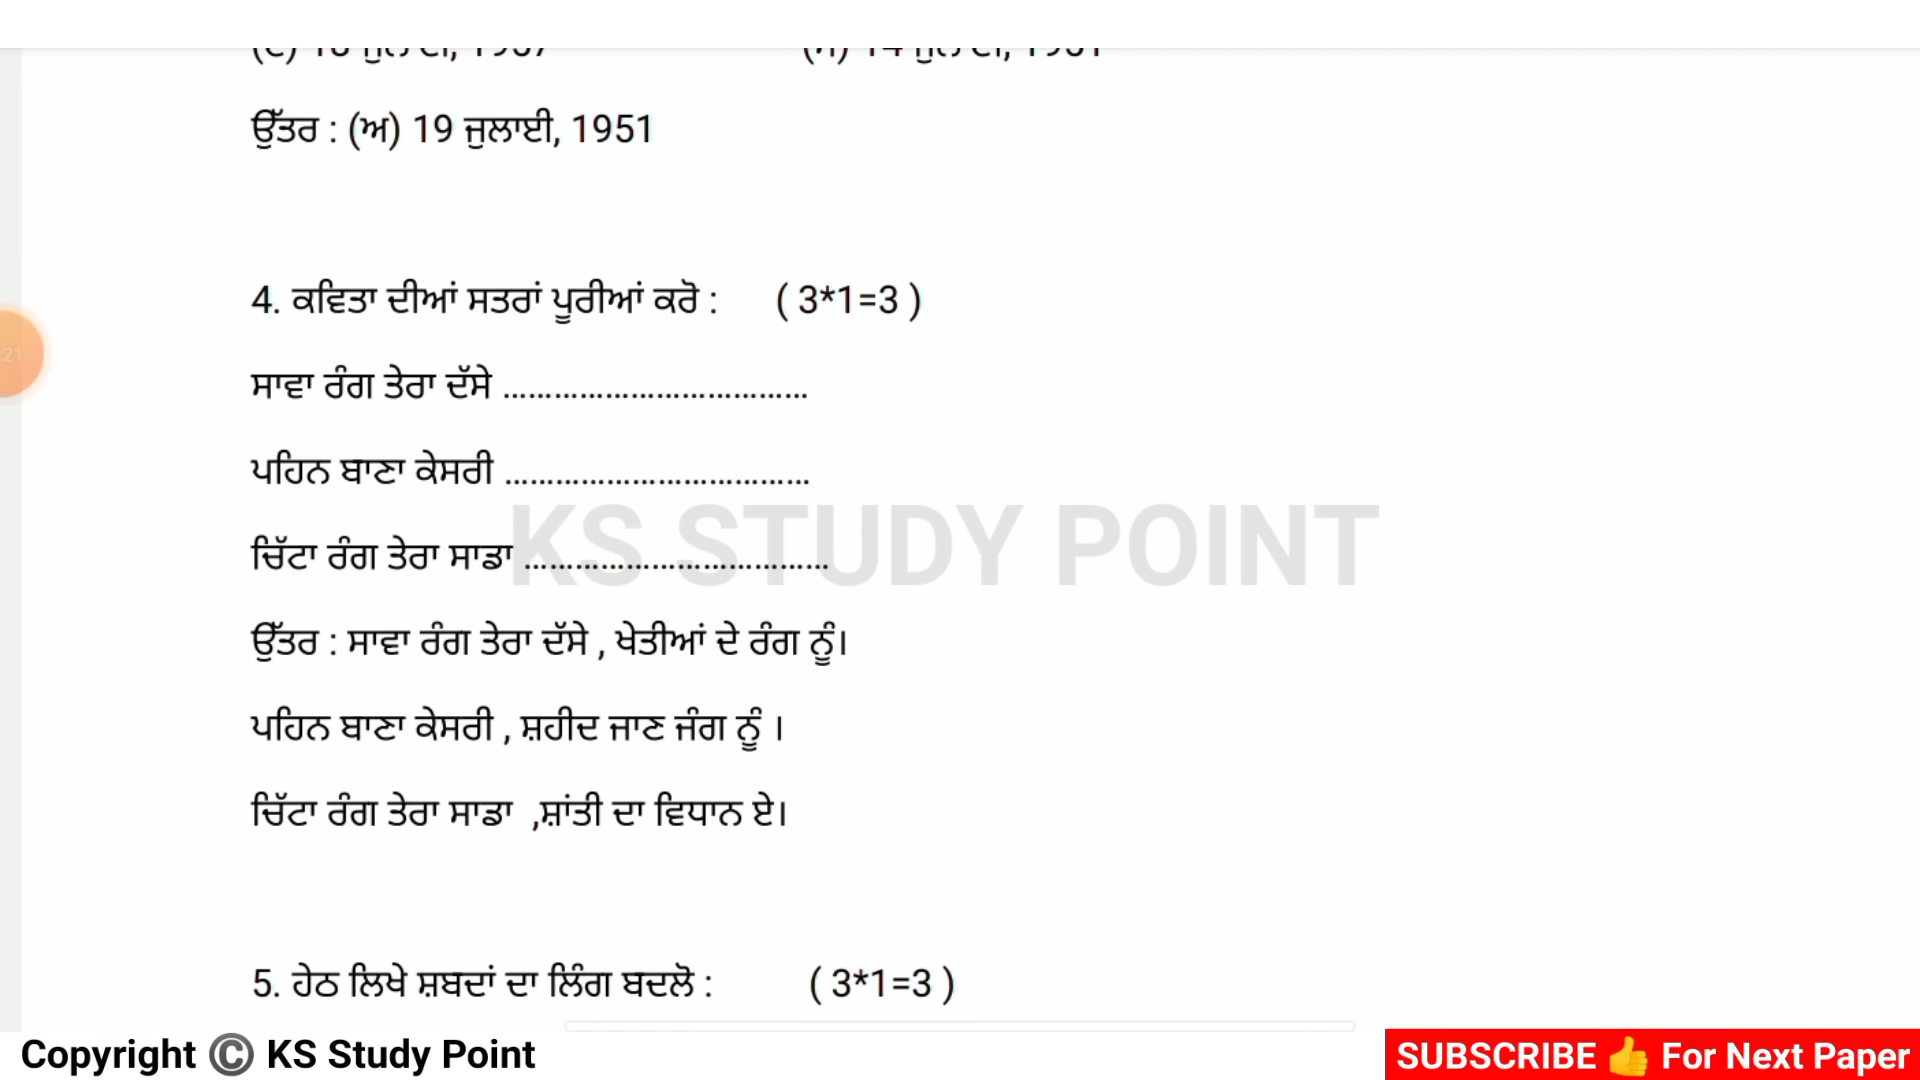 ਉੱਤਰ : (ਅ) 19 ਜੁਲਾਈ, 1951
4. ਕਵਿਤਾ ਦੀਆਂ ਸਤਰਾਂ ਪੂਰੀਆਂ ਕਰੋ : ( 3*1=3 )
ਸਾਵਾ ਰੰਗ ਤੇਰਾ ਦੱਸੇ ....................................
ਪਹਿਨ ਬਾਣਾ ਕੇਸਰੀ ....................................
ਚਿੱਟਾ ਰੰਗ ਤੇਰਾ ਸਾਡਾ ....................................
KS STUDY POINT
ਉੱਤਰ : ਸਾਵਾ ਰੰਗ ਤੇਰਾ ਦੱਸੇ , ਖੇਤੀਆਂ ਦੇ ਰੰਗ ਨੂੰ।
ਪਹਿਨ ਬਾਣਾ ਕੇਸਰੀ , ਸ਼ਹੀਦ ਜਾਣ ਜੰਗ ਨੂੰ ।
ਚਿੱਟਾ ਰੰਗ ਤੇਰਾ ਸਾਡਾ ,ਸ਼ਾਂਤੀ ਦਾ ਵਿਧਾਨ ਏ।
5. ਹੇਠ ਲਿਖੇ ਸ਼ਬਦਾਂ ਦਾ ਲਿੰਗ ਬਦਲੋ : ( 3*1=3 )
Copyright © KS Study Point
SUBSCRIBE 👍 For Next Paper